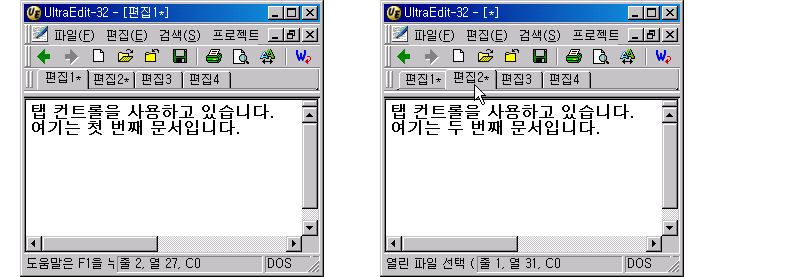 UltraEdit-32 - [편집1*]
파일(F) 편집(E) 검색(S) 프로젝트
편집1* 편집2* 편집3 편집4
탭 컨트롤을 사용하고 있습니다.
여기는 첫 번째 문서입니다.
도움말은 F1을 줄 2, 열 27, C0 DOS
UltraEdit-32 - [*]
파일(F) 편집(E) 검색(S) 프로젝트
편집1* 편집2* 편집3 편집4
탭 컨트롤을 사용하고 있습니다.
여기는 두 번째 문서입니다.
열린 파일 선택 ( 줄 1, 열 31, C0 DOS